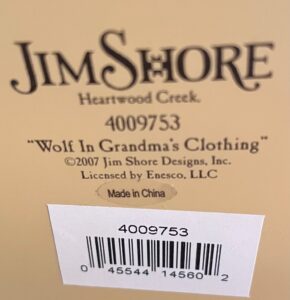 JIM SHORE
Heartwood Creek.
4009753
"Wolf In Grandma's Clothing"
©2007 Jim Shore Designs, Inc.
Licensed by Enesco, LLC
Made in China
4009753
0 45544 14560 2